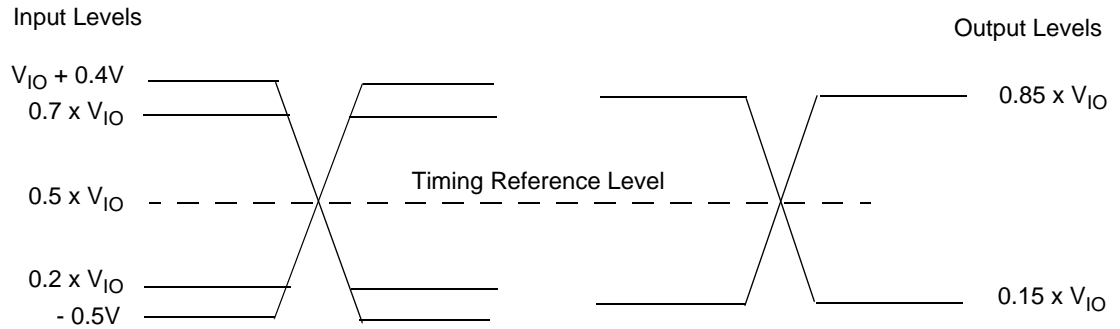 Input Levels
Output Levels
V_IO + 0.4V
0.7 x V_IO
0.85 x V_IO
Timing Reference Level
0.5 x V_IO
0.2 x V_IO
- 0.5V
0.15 x V_IO